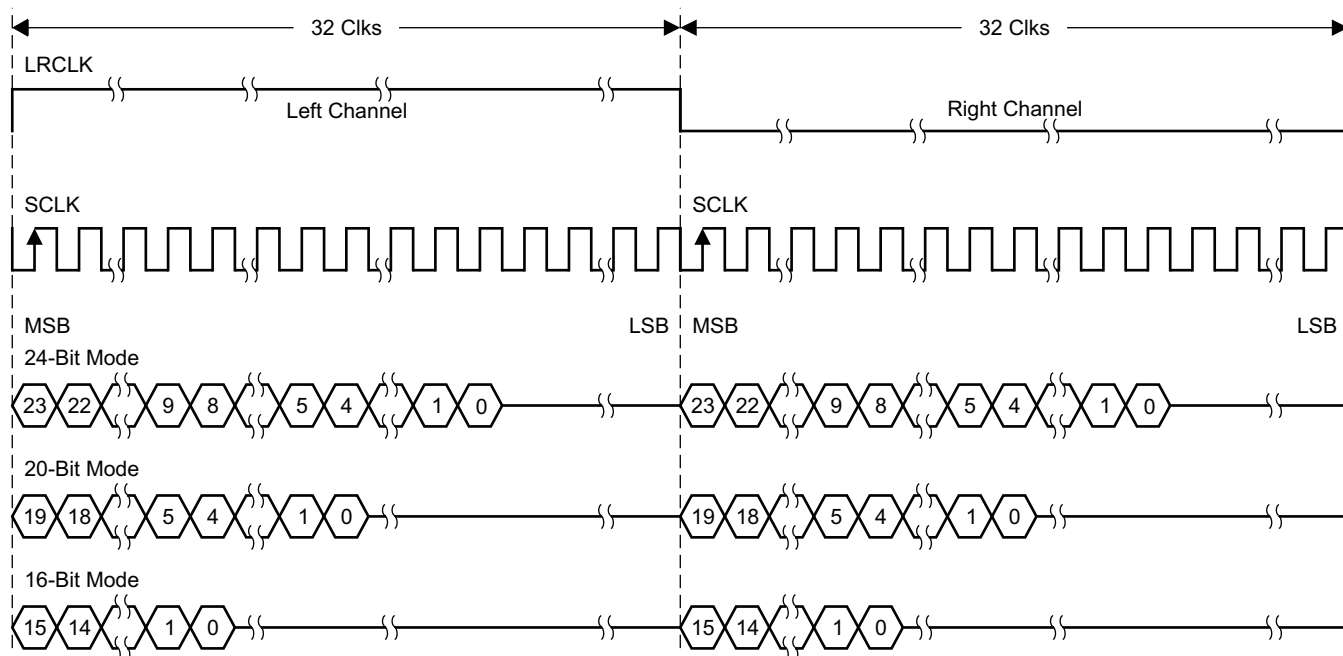 32 Clks 32 Clks
LRCLK
Left Channel Right Channel
SCLK SCLK
MSB LSB MSB LSB
24-Bit Mode
23 22 9 8 5 4 1 0 23 22 9 8 5 4 1 0
20-Bit Mode
19 18 5 4 1 0 19 18 5 4 1 0
16-Bit Mode
15 14 1 0 15 14 1 0